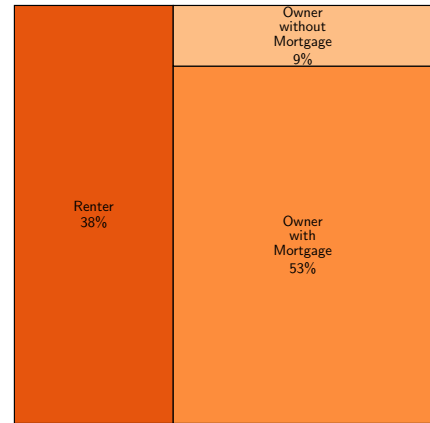 Owner
without
Mortgage
9%
Renter
38%
Owner
with
Mortgage
53%